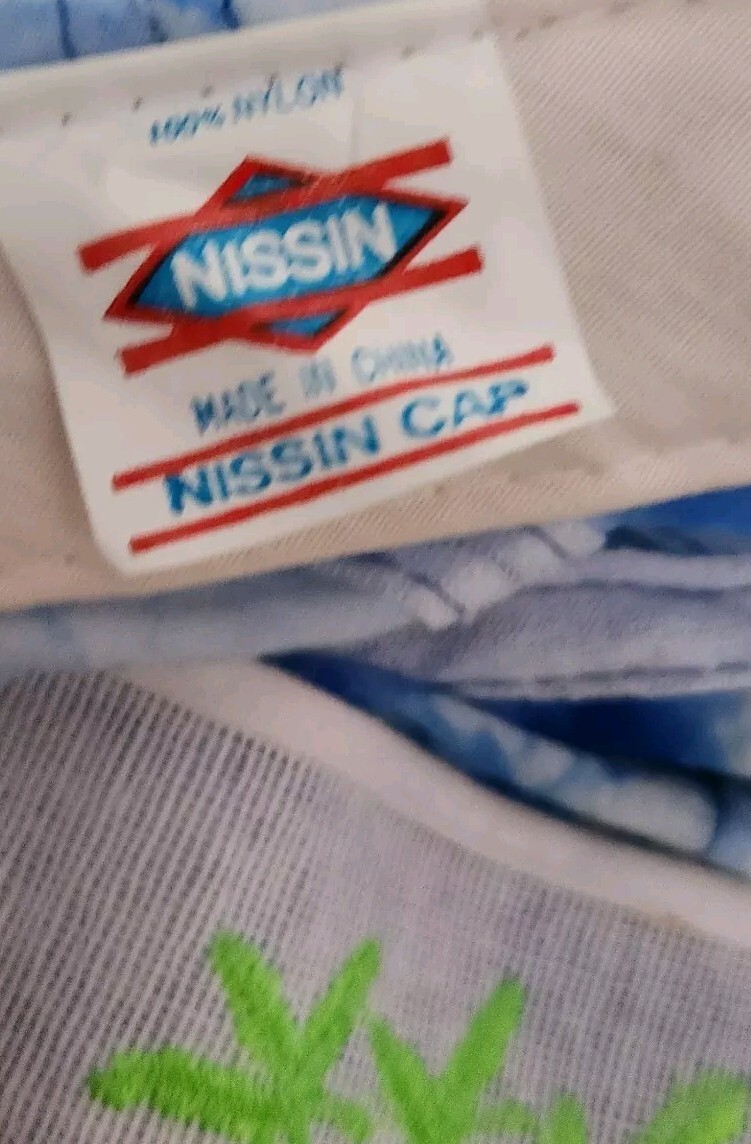 100% NYLON
NISSIN
MADE IN CHINA
NISSIN CAP